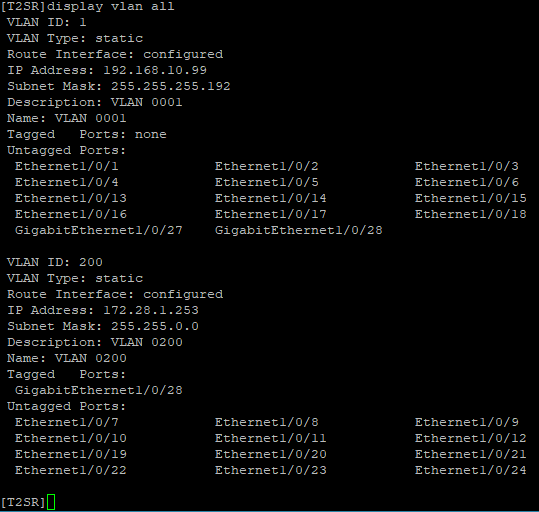 [T2SR]display vlan all
VLAN ID: 1
VLAN Type: static
Route Interface: configured
IP Address: 192.168.10.99
Subnet Mask: 255.255.255.192
Description: VLAN 0001
Name: VLAN 0001
Tagged   Ports: none
Untagged Ports:
Ethernet1/0/1            Ethernet1/0/2            Ethernet1/0/3
Ethernet1/0/4            Ethernet1/0/5            Ethernet1/0/6
Ethernet1/0/13           Ethernet1/0/14           Ethernet1/0/15
Ethernet1/0/16           Ethernet1/0/17           Ethernet1/0/18
GigabitEthernet1/0/27    GigabitEthernet1/0/28
VLAN ID: 200
VLAN Type: static
Route Interface: configured
IP Address: 172.28.1.253
Subnet Mask: 255.255.0.0
Description: VLAN 0200
Name: VLAN 0200
Tagged   Ports:
GigabitEthernet1/0/28
Untagged Ports:
Ethernet1/0/7            Ethernet1/0/8            Ethernet1/0/9
Ethernet1/0/10           Ethernet1/0/11           Ethernet1/0/12
Ethernet1/0/19           Ethernet1/0/20           Ethernet1/0/21
Ethernet1/0/22           Ethernet1/0/23           Ethernet1/0/24
[T2SR]